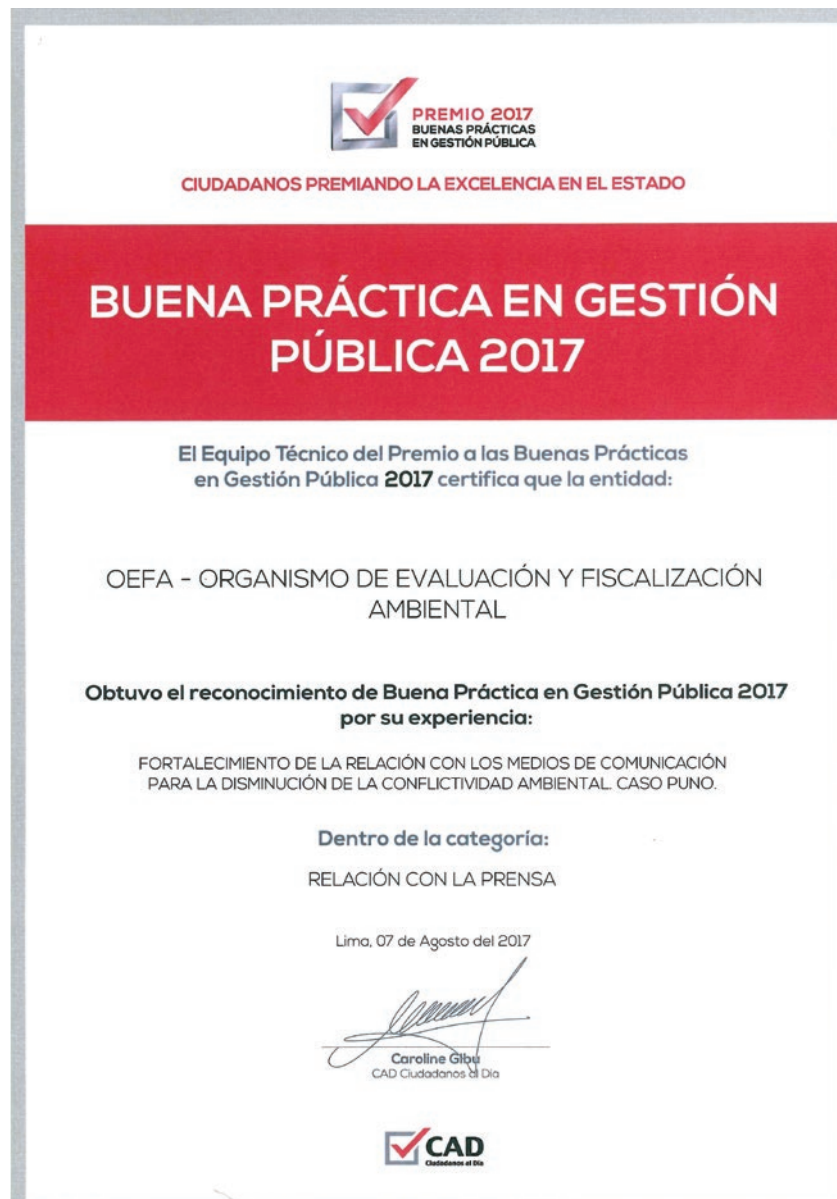 PREMIO 2017
BUENAS PRÁCTICAS
EN GESTIÓN PÚBLICA
CIUDADANOS PREMIANDO LA EXCELENCIA EN EL ESTADO
BUENA PRÁCTICA EN GESTIÓN
PÚBLICA 2017
El Equipo Técnico del Premio a las Buenas Prácticas
en Gestión Pública 2017 certifica que la entidad:
OEFA - ORGANISMO DE EVALUACIÓN Y FISCALIZACIÓN
AMBIENTAL
Obtuvo el reconocimiento de Buena Práctica en Gestión Pública 2017
por su experiencia:
FORTALECIMIENTO DE LA RELACIÓN CON LOS MEDIOS DE COMUNICACIÓN
PARA LA DISMINUCIÓN DE LA CONFLICTIVIDAD AMBIENTAL. CASO PUNO.
Dentro de la categoría:
RELACIÓN CON LA PRENSA
Lima, 07 de Agosto del 2017
Caroline Gibu
CAD Ciudadanos al Día
CAD
Ciudadanos al Día